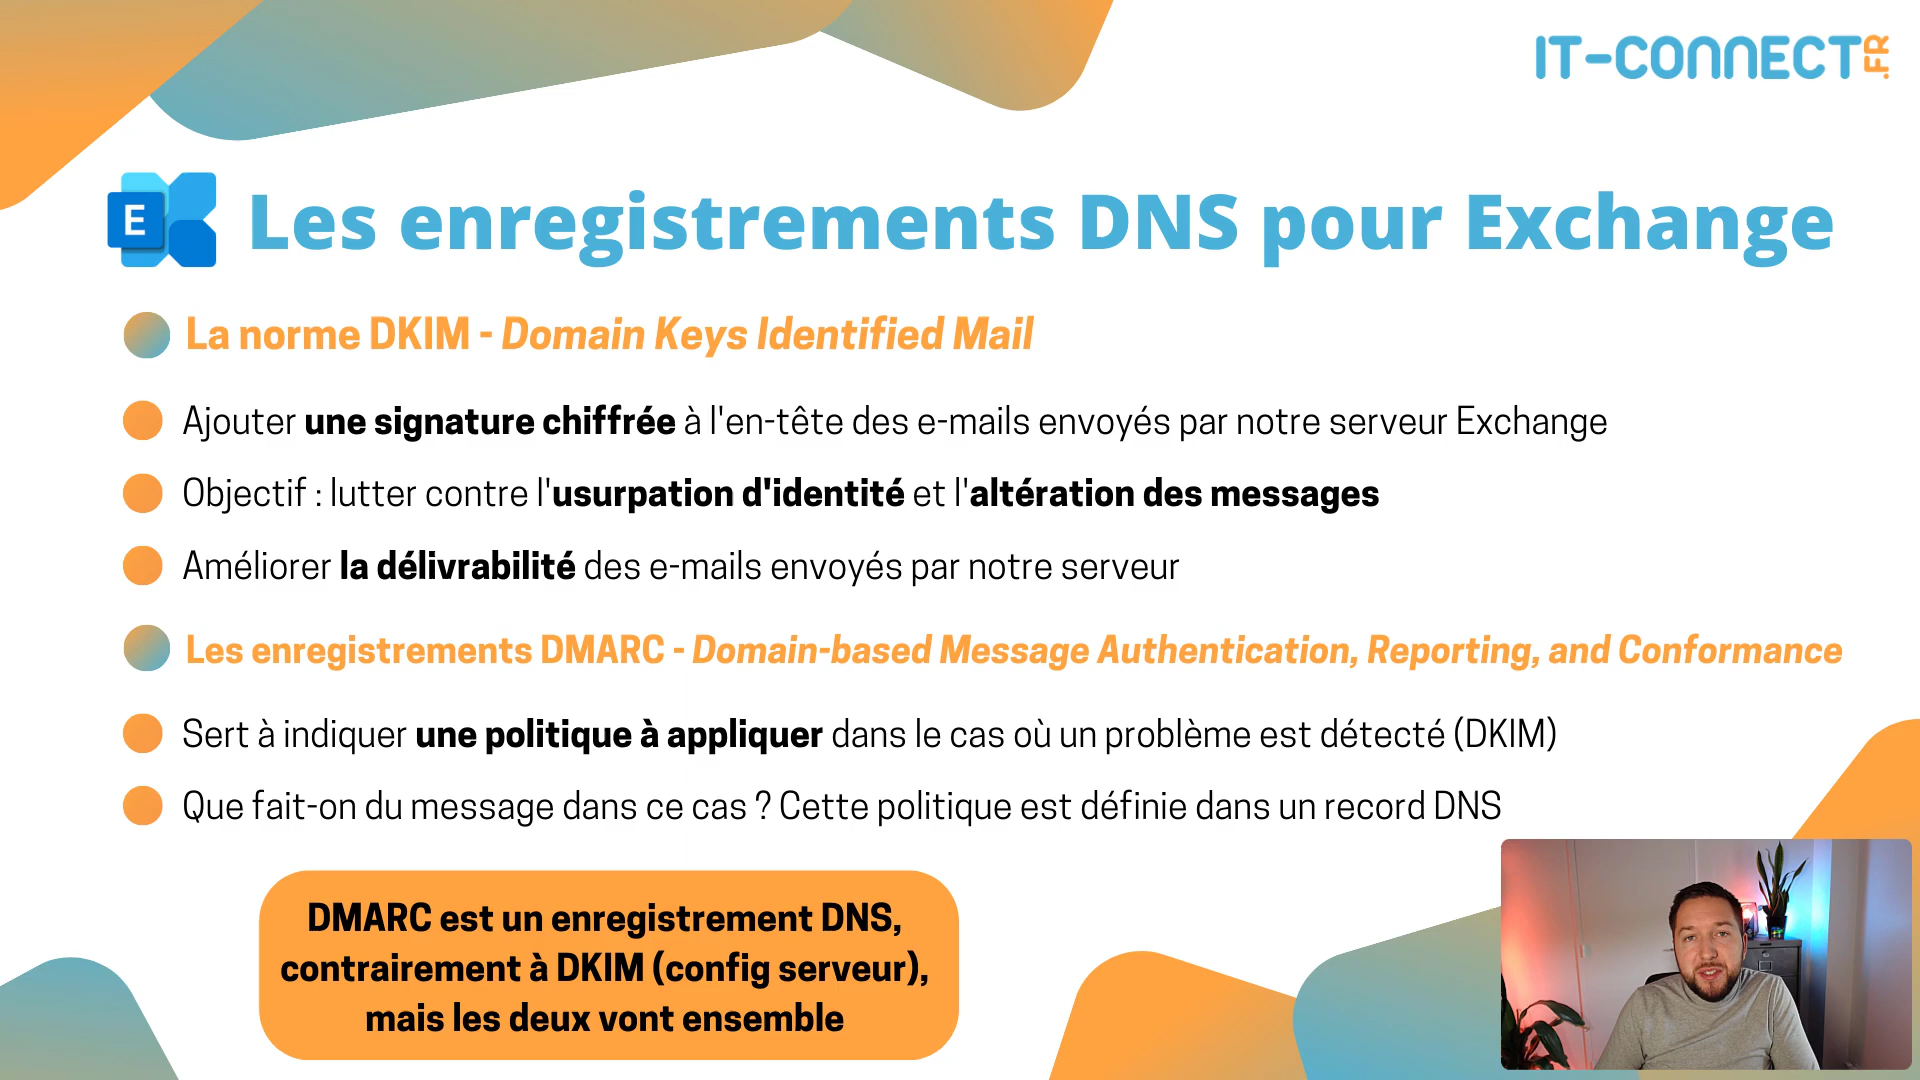 IT-CONNECT.FR
E
Les enregistrements DNS pour Exchange
La norme DKIM - Domain Keys Identified Mail
Ajouter une signature chiffrée à l'en-tête des e-mails envoyés par notre serveur Exchange
Objectif : lutter contre l'usurpation d'identité et l'altération des messages
Améliorer la délivrabilité des e-mails envoyés par notre serveur
Les enregistrements DMARC - Domain-based Message Authentication, Reporting, and Conformance
Sert à indiquer une politique à appliquer dans le cas où un problème est détecté (DKIM)
Que fait-on du message dans ce cas ? Cette politique est définie dans un record DNS
DMARC est un enregistrement DNS,
contrairement à DKIM (config serveur),
mais les deux vont ensemble